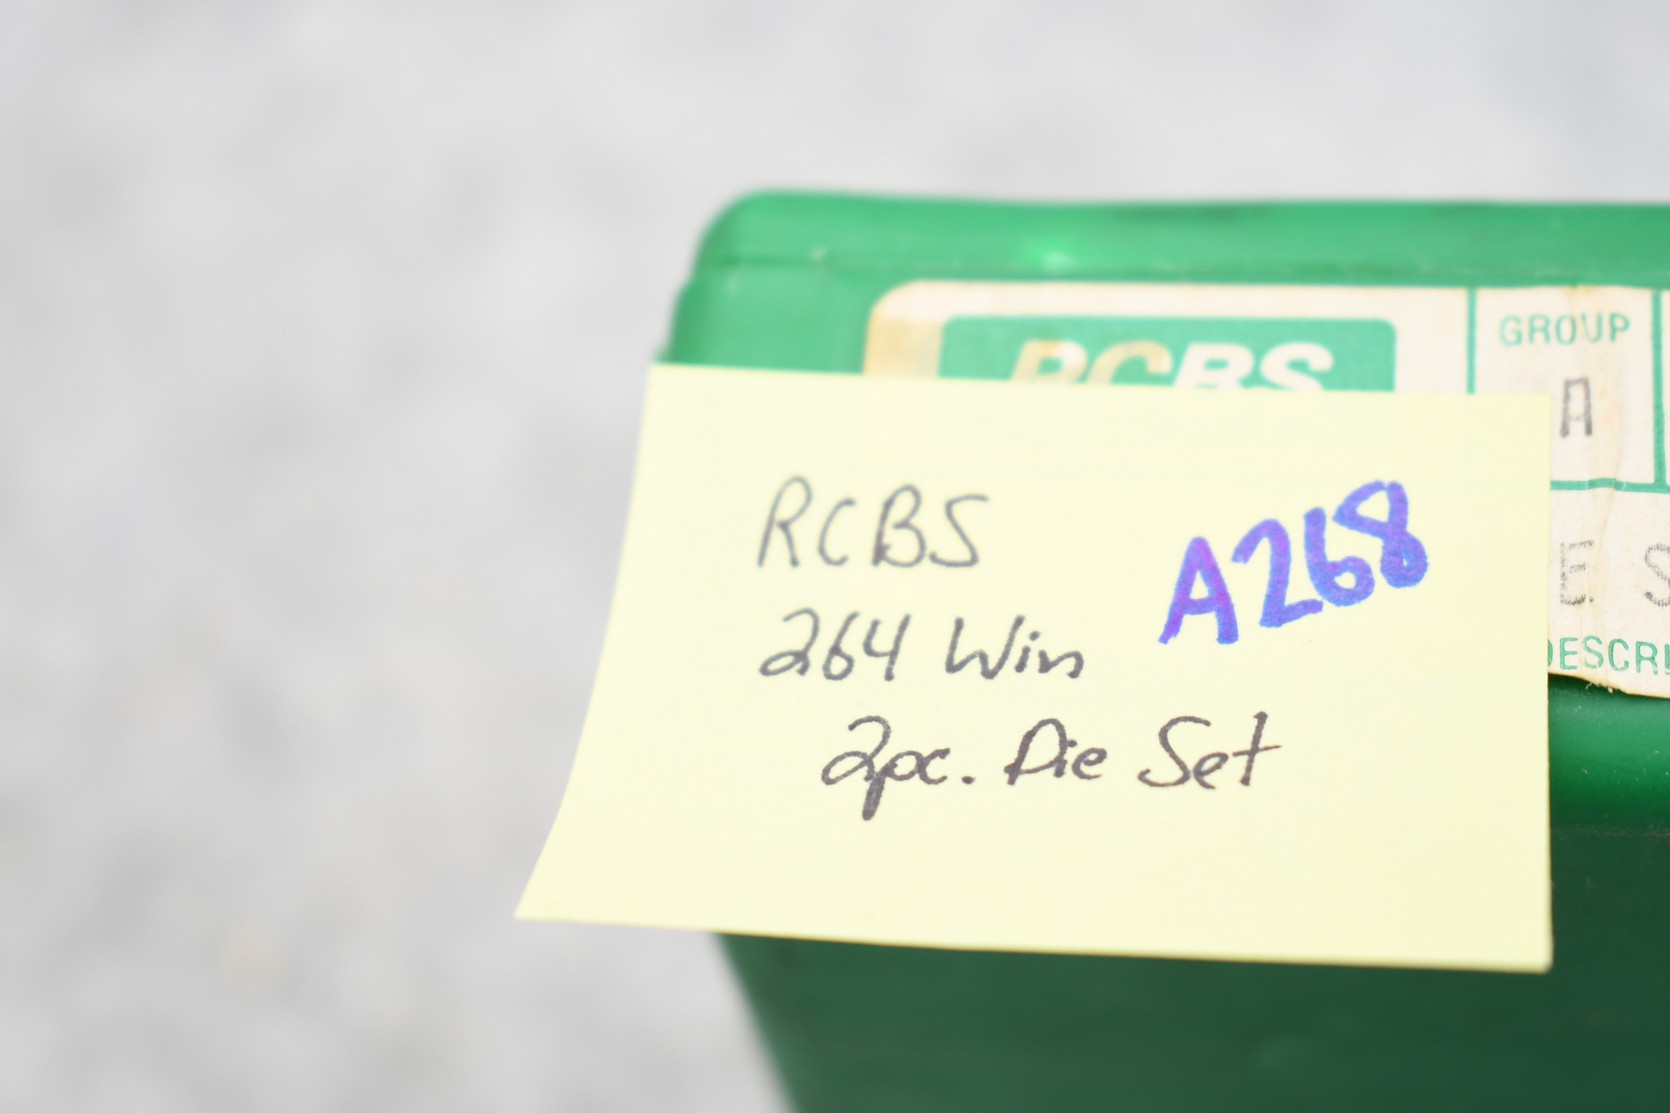 RCBS
GROUP
A
RCBS
A268
264 Win
2pc. Die Set
E S